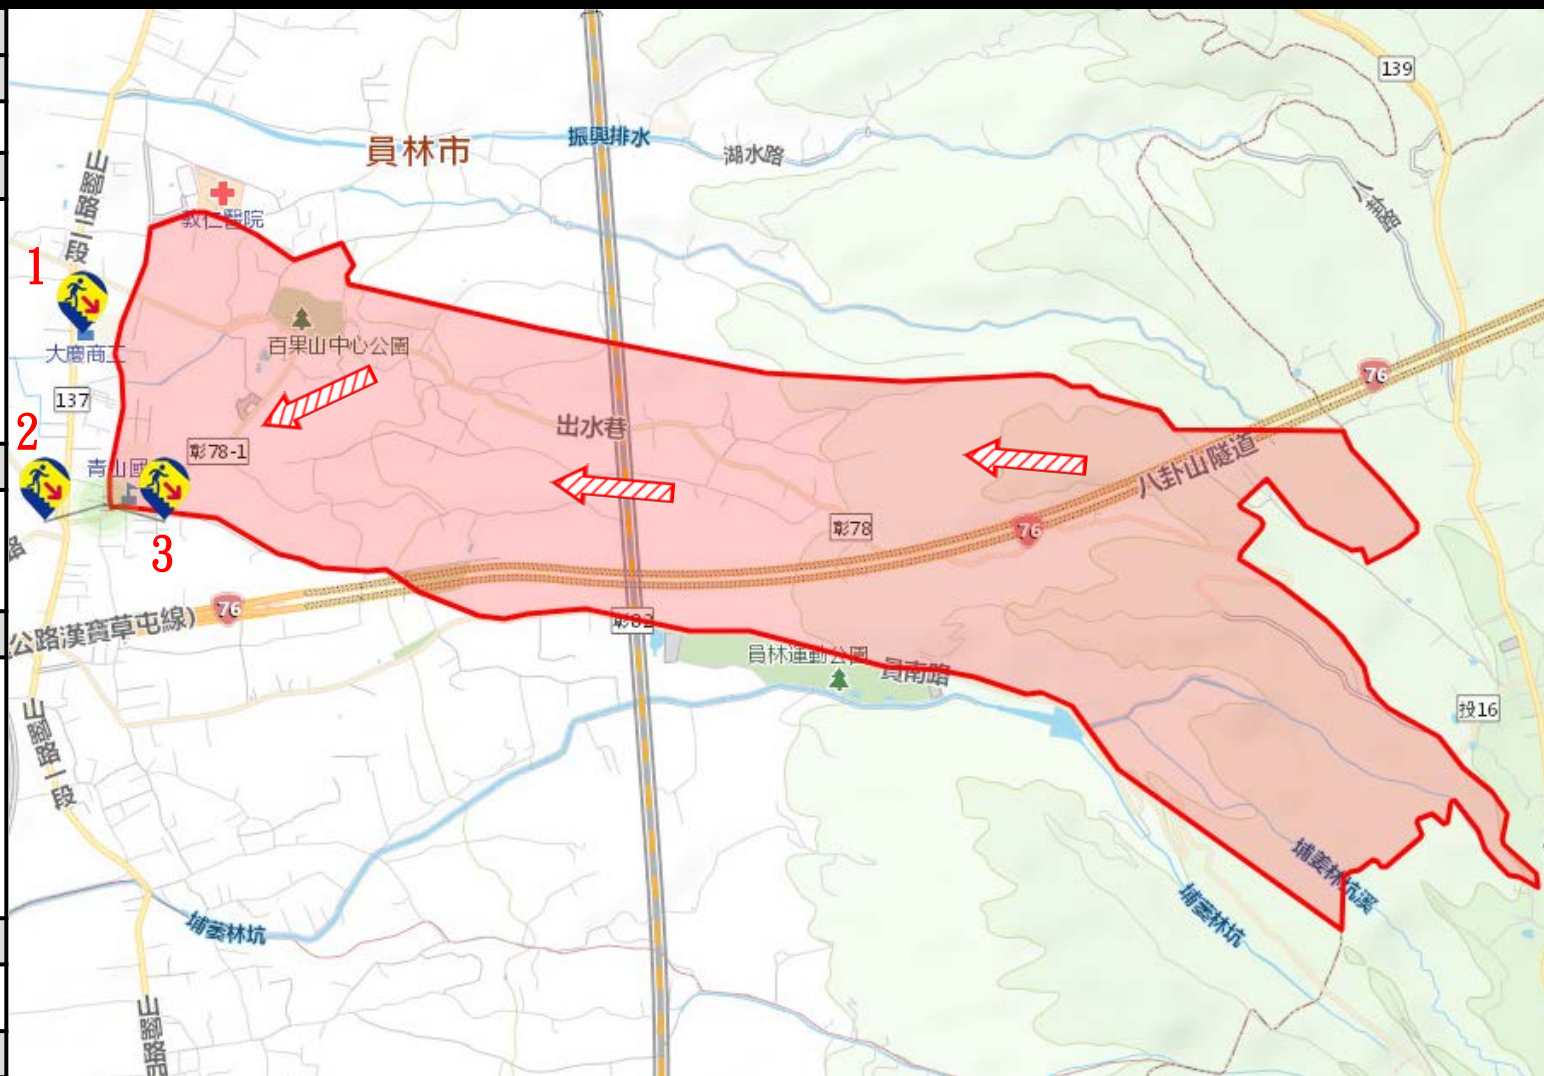 139
員林市
振興排水
湖水路
山腳路二段
八卦路
教仁醫院
1
大慶商工
百果山中心公園
76
137
2
彰78-1
出水巷
青山國
八卦山隧道
彰78
76
3
76
公路漢寶草屯線)
彰82
員林運動公園
員南路
投16
山腳路一段
埔姜林坑溪
埔姜林坑
埔姜林坑
山腳路
路